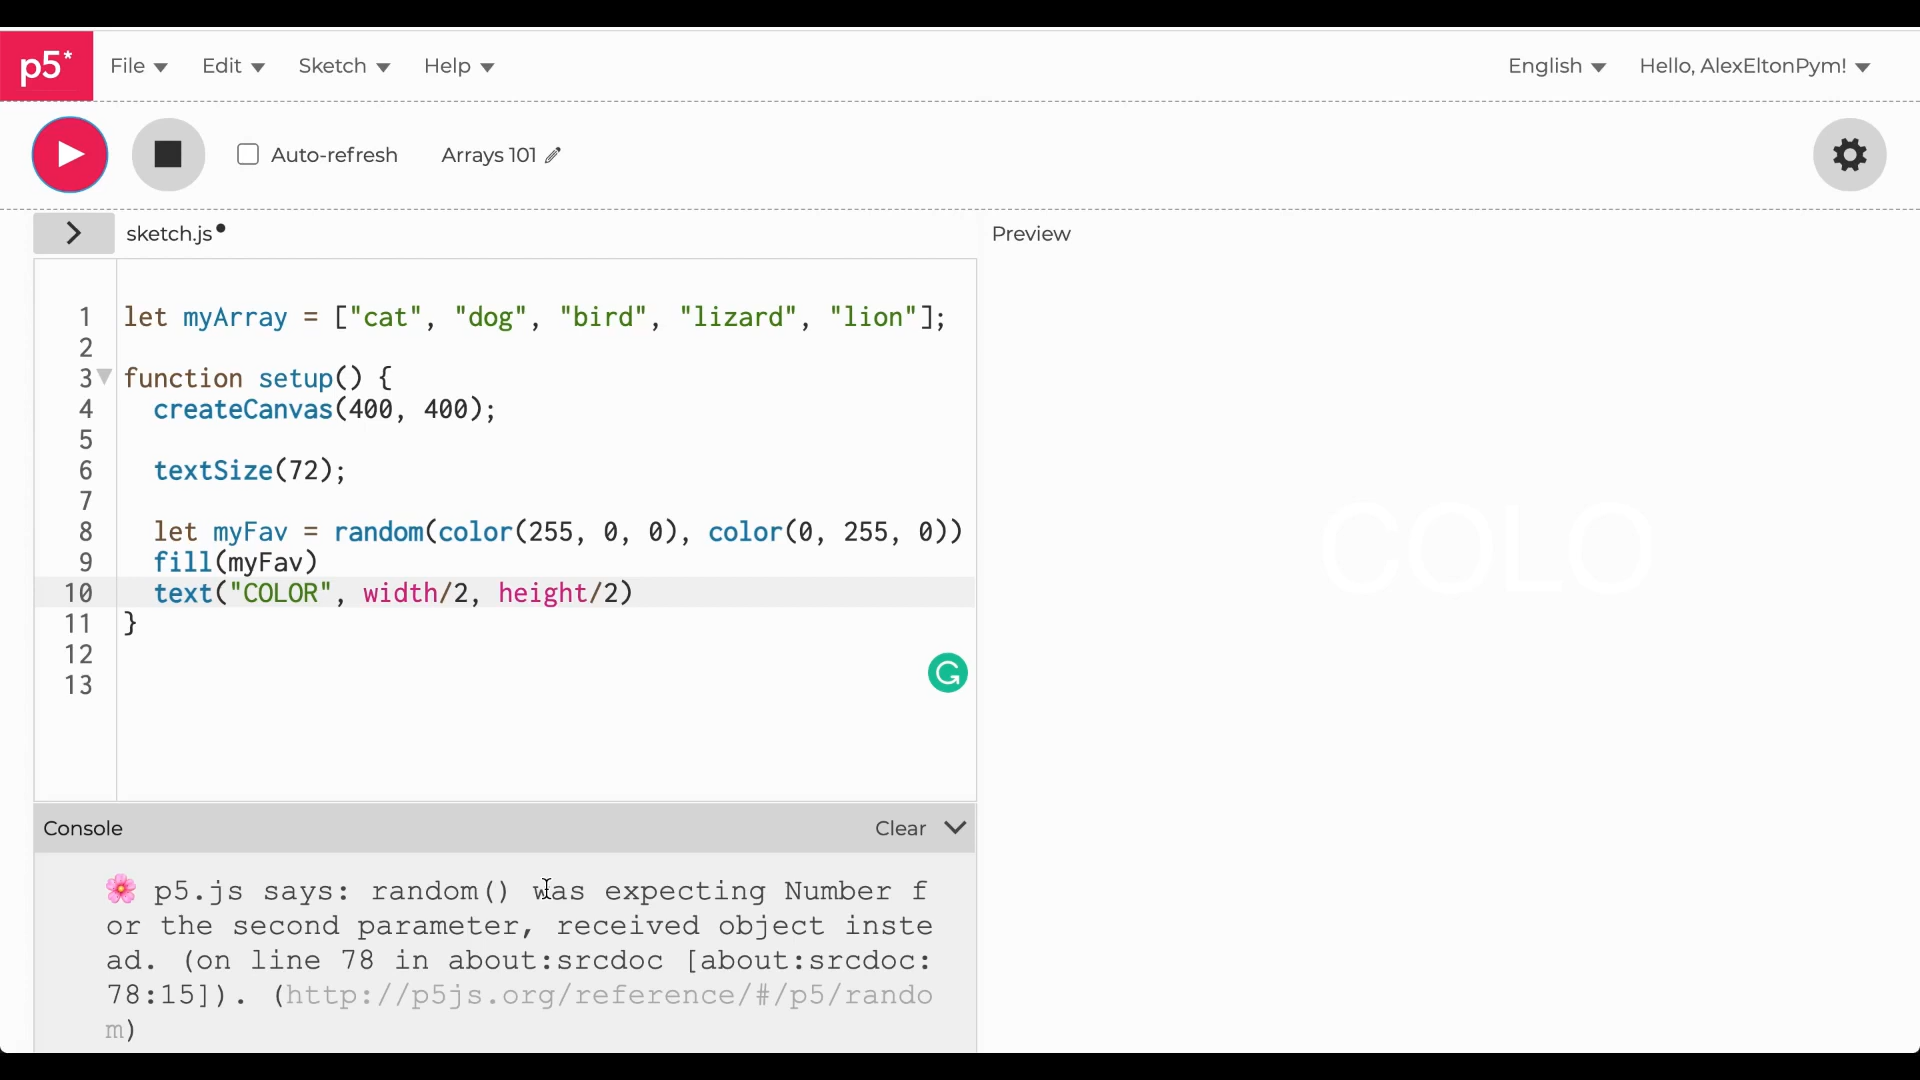 p5*
File Edit Sketch Help English Hello, AlexEltonPym!
Auto-refresh Arrays 101
sketch.js Preview
1 let myArray = ["cat", "dog", "bird", "lizard", "lion"];
2
3 function setup() {
4 createCanvas(400, 400);
5
6 textSize(72);
7
8 let myFav = random(color(255, 0, 0), color(0, 255, 0))
9 fill(myFav)
10 text("COLOR", width/2, height/2)
11 }
12
13
COLO
Console Clear
🌸 p5.js says: random() was expecting Number f
or the second parameter, received object inste
ad. (on line 78 in about:srcdoc [about:srcdoc:
78:15]). (http://p5js.org/reference/#/p5/rando
m)